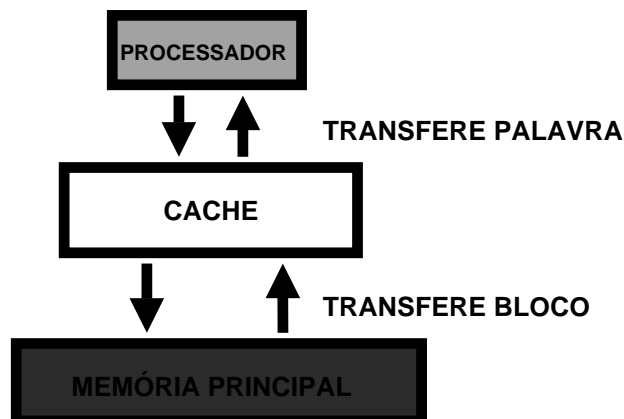 PROCESSADOR
TRANSFERE PALAVRA
CACHE
TRANSFERE BLOCO
MEMÓRIA PRINCIPAL